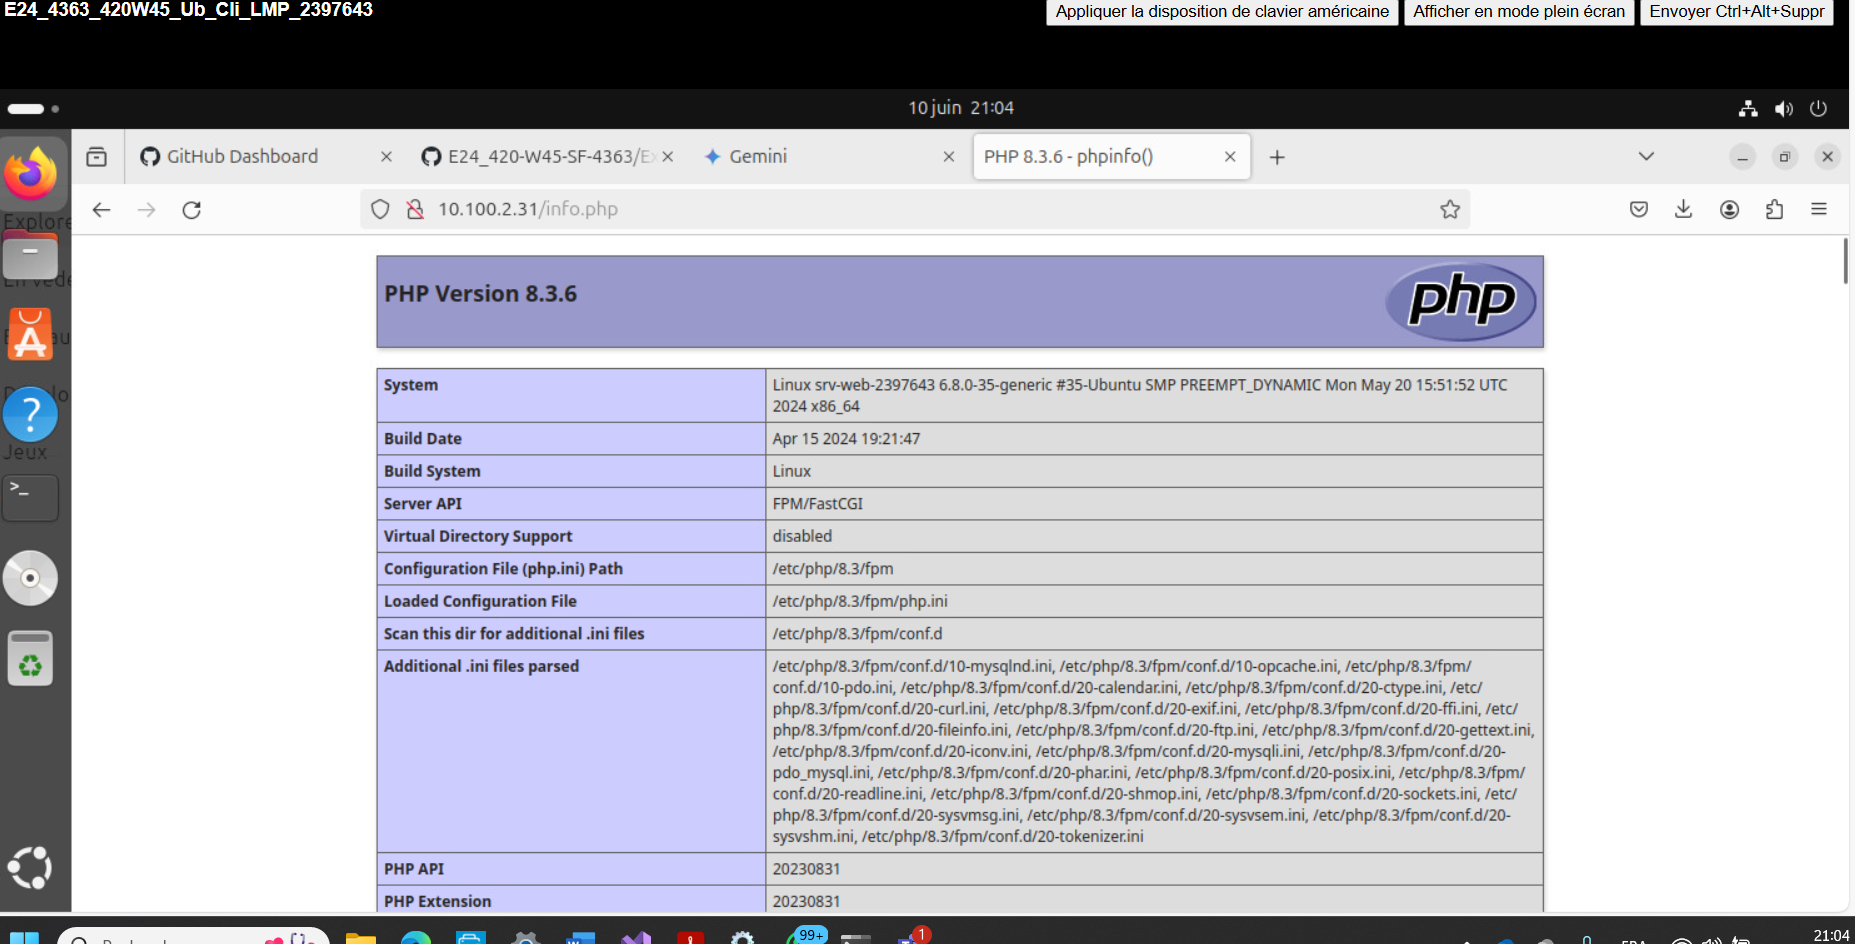 E24_4363_420W45_Ub_Cli_LMP_2397643
Appliquer la disposition de clavier américaine
Afficher en mode plein écran
Envoyer Ctrl+Alt+Suppr
10 juin 21:04
GitHub Dashboard
E24_420-W45-SF-4363/Ex
Gemini
PHP 8.3.6 - phpinfo()
10.100.2.31/info.php
Explore
Jeux
PHP Version 8.3.6
php
System
Linux srv-web-2397643 6.8.0-35-generic #35-Ubuntu SMP PREEMPT_DYNAMIC Mon May 20 15:51:52 UTC
2024 x86_64
Build Date
Apr 15 2024 19:21:47
Build System
Linux
Server API
FPM/FastCGI
Virtual Directory Support
disabled
Configuration File (php.ini) Path
/etc/php/8.3/fpm
Loaded Configuration File
/etc/php/8.3/fpm/php.ini
Scan this dir for additional .ini files
/etc/php/8.3/fpm/conf.d
Additional .ini files parsed
/etc/php/8.3/fpm/conf.d/10-mysqlnd.ini, /etc/php/8.3/fpm/conf.d/10-opcache.ini, /etc/php/8.3/fpm/
conf.d/10-pdo.ini, /etc/php/8.3/fpm/conf.d/20-calendar.ini, /etc/php/8.3/fpm/conf.d/20-ctype.ini, /etc/
php/8.3/fpm/conf.d/20-curl.ini, /etc/php/8.3/fpm/conf.d/20-exif.ini, /etc/php/8.3/fpm/conf.d/20-ffi.ini, /etc/
php/8.3/fpm/conf.d/20-fileinfo.ini, /etc/php/8.3/fpm/conf.d/20-ftp.ini, /etc/php/8.3/fpm/conf.d/20-gettext.ini,
/etc/php/8.3/fpm/conf.d/20-iconv.ini, /etc/php/8.3/fpm/conf.d/20-mysqli.ini, /etc/php/8.3/fpm/conf.d/20-
pdo_mysql.ini, /etc/php/8.3/fpm/conf.d/20-phar.ini, /etc/php/8.3/fpm/conf.d/20-posix.ini, /etc/php/8.3/fpm/
conf.d/20-readline.ini, /etc/php/8.3/fpm/conf.d/20-shmop.ini, /etc/php/8.3/fpm/conf.d/20-sockets.ini, /etc/
php/8.3/fpm/conf.d/20-sysvmsg.ini, /etc/php/8.3/fpm/conf.d/20-sysvsem.ini, /etc/php/8.3/fpm/conf.d/20-
sysvshm.ini, /etc/php/8.3/fpm/conf.d/20-tokenizer.ini
PHP API
20230831
PHP Extension
20230831
99+
1
21:04